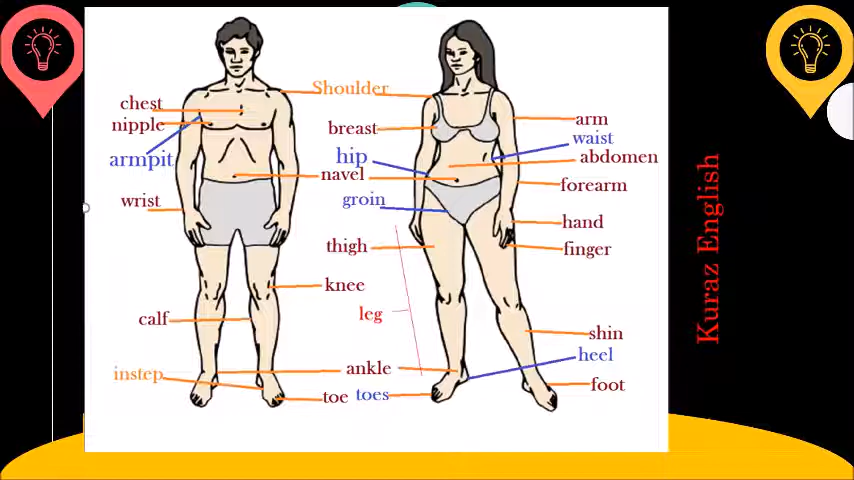 Shoulder
chest
nipple
armpit
wrist
calf
instep
breast
hip
navel
groin
thigh
knee
leg
ankle
toe
toes
arm
waist
abdomen
forearm
hand
finger
shin
heel
foot
Kuraz English